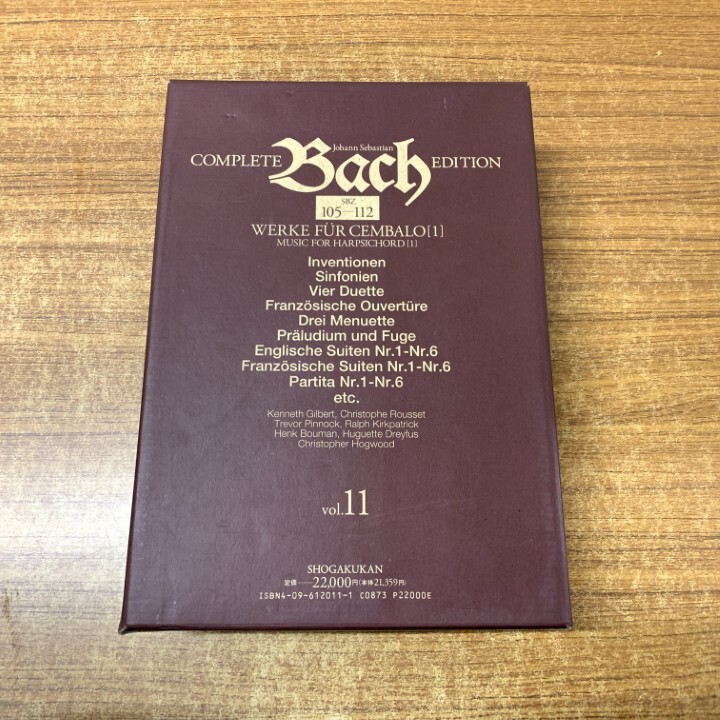 Johann Sebastian
COMPLETE Bach EDITION
SBZ
105—112
WERKE FÜR CEMBALO[1]
MUSIC FOR HARPSICHORD[1]
Inventionen
Sinfonien
Vier Duette
Französische Ouvertüre
Drei Menuette
Präludium und Fuge
Englische Suiten Nr.1-Nr.6
Französische Suiten Nr.1-Nr.6
Partita Nr.1-Nr.6
etc.
Kenneth Gilbert, Christophe Rousset
Trevor Pinnock, Ralph Kirkpatrick
Henk Bouman, Huguette Dreyfus
Christopher Hogwood
vol.11
SHOGAKUKAN
定価——22,000円(本体21,359円)
ISBN4-09-612011-1 C0873 P22000E